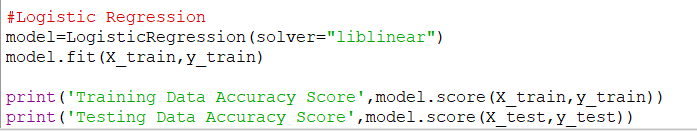 #Logistic Regression
model=LogisticRegression(solver="liblinear")
model.fit(X_train,y_train)
print('Training Data Accuracy Score',model.score(X_train,y_train))
print('Testing Data Accuracy Score',model.score(X_test,y_test))